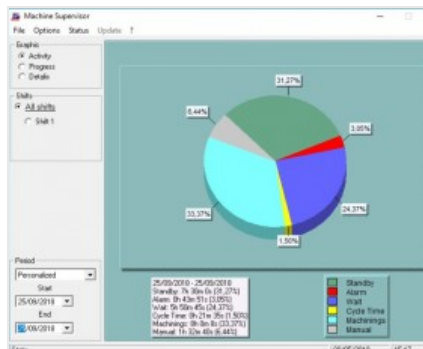 Machine Supervisor
File Options Status Update ?
Graphic
Activity
Progress
Details
Shifts
All shifts
Shift 1
31,27%
3,05%
6,44%
24,37%
33,37%
1,50%
Period
Personalized
Start
25/09/2018
End
/09/2018
25/09/2018 - 25/09/2018
Standby: 7h 30m 0s (31,27%)
Alarm: 0h 43m 51s (3,05%)
Wait: 5h 50m 45s (24,37%)
Cycle Time: 0h 21m 35s (1,50%)
Machinings: 8h 0m 8s (33,37%)
Manual: 1h 32m 40s (6,44%)
Standby
Alarm
Wait
Cycle Time
Machinings
Manual